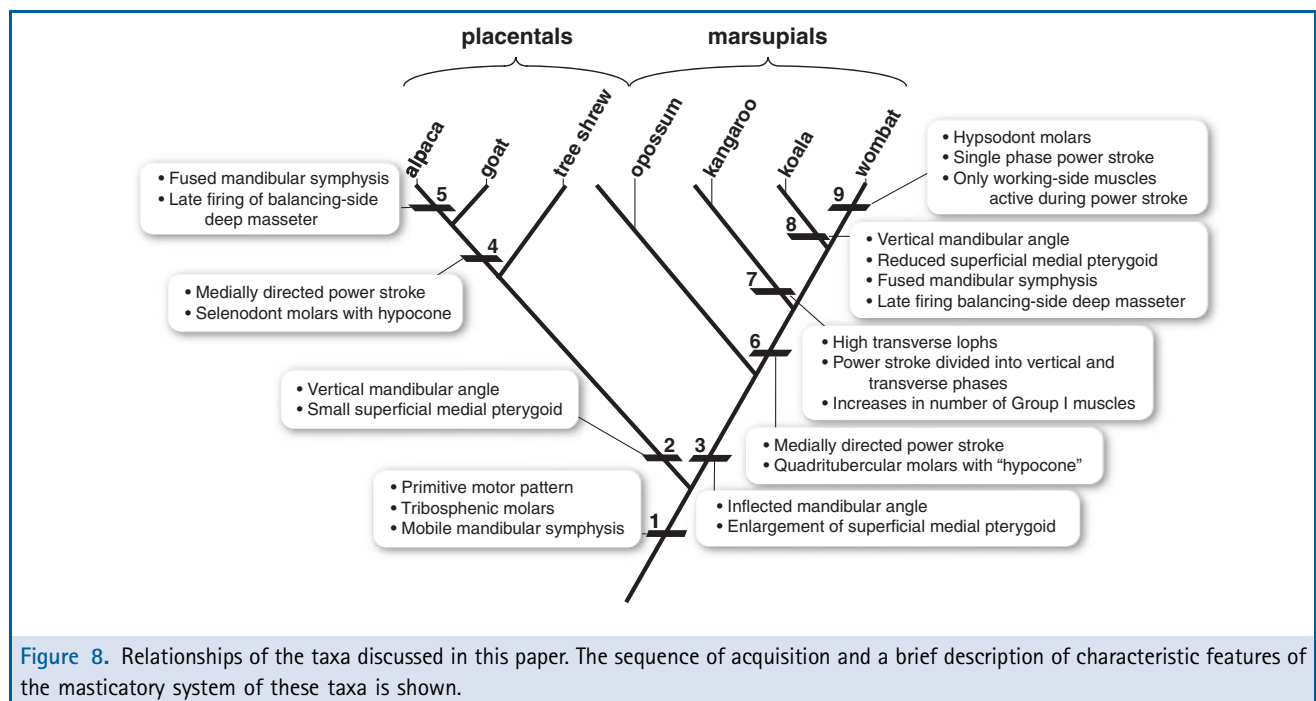 placentals
marsupials
alpaca
goat
tree shrew
opossum
kangaroo
koala
wombat
• Hypsodont molars
• Single phase power stroke
• Only working-side muscles
active during power stroke
9
• Fused mandibular symphysis
• Late firing of balancing-side
deep masseter
5
8
• Vertical mandibular angle
• Reduced superficial medial pterygoid
• Fused mandibular symphysis
• Late firing balancing-side deep masseter
4
• Medially directed power stroke
• Selenodont molars with hypocone
7
• High transverse lophs
• Power stroke divided into vertical and
transverse phases
• Increases in number of Group I muscles
6
• Vertical mandibular angle
• Small superficial medial pterygoid
2
3
• Medially directed power stroke
• Quadritubercular molars with “hypocone”
• Primitive motor pattern
• Tribosphenic molars
• Mobile mandibular symphysis
1
• Inflected mandibular angle
• Enlargement of superficial medial pterygoid
Figure 8. Relationships of the taxa discussed in this paper. The sequence of acquisition and a brief description of characteristic features of
the masticatory system of these taxa is shown.